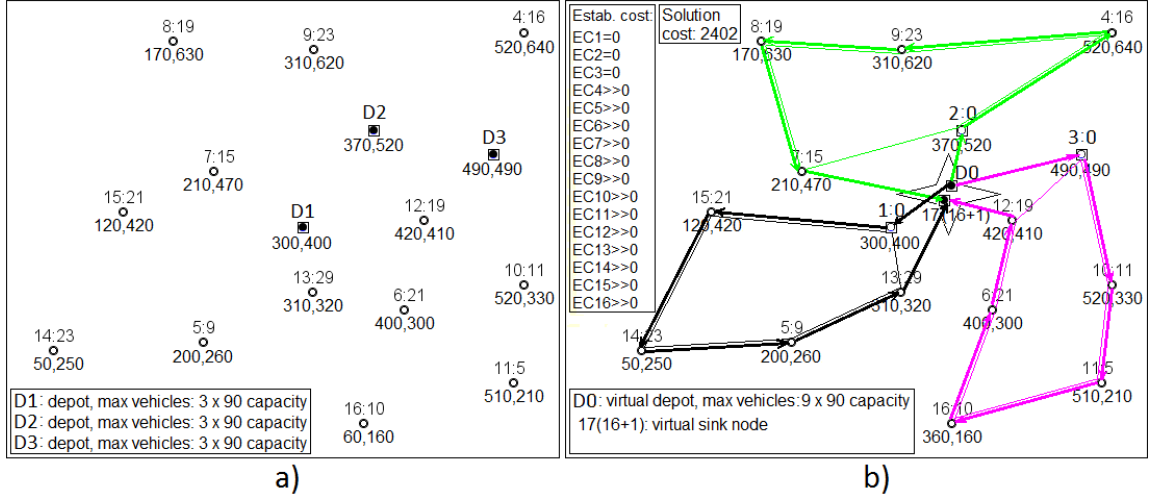 8:19
170,630
9:23
310,620
4:16
520,640
D2
370,520
D3
490,490
7:15
210,470
15:21
120,420
12:19
420,410
D1
300,400
13:29
310,320
10:11
520,330
6:21
400,300
14:23
50,250
5:9
200,260
11:5
510,210
16:10
60,160
D1: depot, max vehicles: 3 x 90 capacity
D2: depot, max vehicles: 3 x 90 capacity
D3: depot, max vehicles: 3 x 90 capacity
a)
Estab. cost:
EC1=0
EC2=0
EC3=0
EC4>>0
EC5>>0
EC6>>0
EC7>>0
EC8>>0
EC9>>0
EC10>>0
EC11>>0
EC12>>0
EC13>>0
EC14>>0
EC15>>0
EC16>>0
Solution
cost: 2402
8:19
170,630
9:23
310,620
4:16
520,640
2:0
370,520
3:0
490,490
7:15
210,470
D0
15:21
120,420
17(16+1)
12:19
420,410
1:0
300,400
13:29
310,320
10:11
520,330
6:21
400,300
14:23
50,250
5:9
200,260
11:5
510,210
16:10
360,160
D0: virtual depot, max vehicles: 9 x 90 capacity
17(16+1): virtual sink node
b)